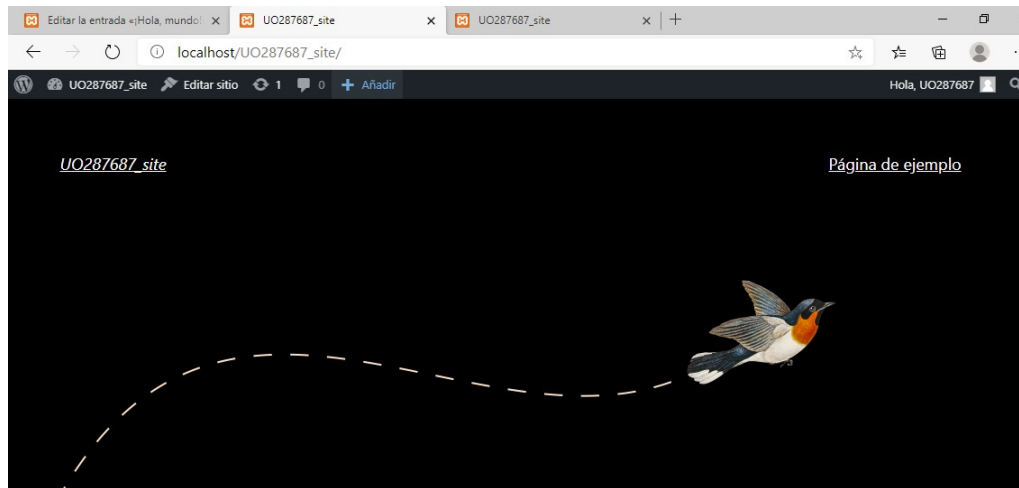 Editar la entrada «¡Hola, mundo!
UO287687_site
UO287687_site
localhost/UO287687_site/
UO287687_site Editar sitio 1 0 Añadir Hola, UO287687
UO287687_site Página de ejemplo